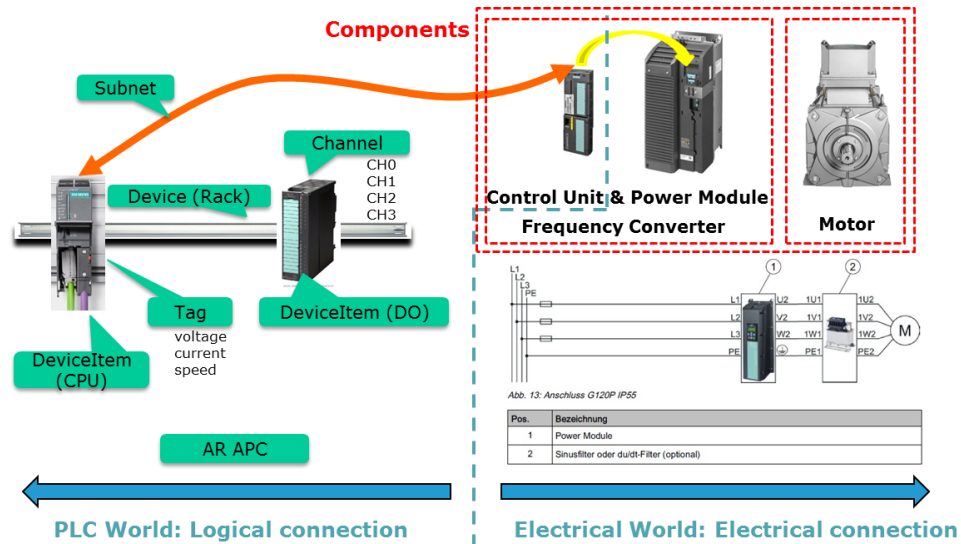 Components
Subnet
Channel
CH0
CH1
CH2
CH3
Device (Rack)
Control Unit & Power Module
Frequency Converter
Motor
Tag
voltage
current
speed
DeviceItem (DO)
DeviceItem
(CPU)
L1
L2
L3
PE
1
2
L1 U2 1U1 1U2
L2 V2 1V1 1V2
L3 W2 1W1 1W2
PE PE1 PE2
M
Abb. 13: Anschluss G120P IP55
Pos. Bezeichnung
1 Power Module
2 Sinusfilter oder du/dt-Filter (optional)
AR APC
PLC World: Logical connection
Electrical World: Electrical connection